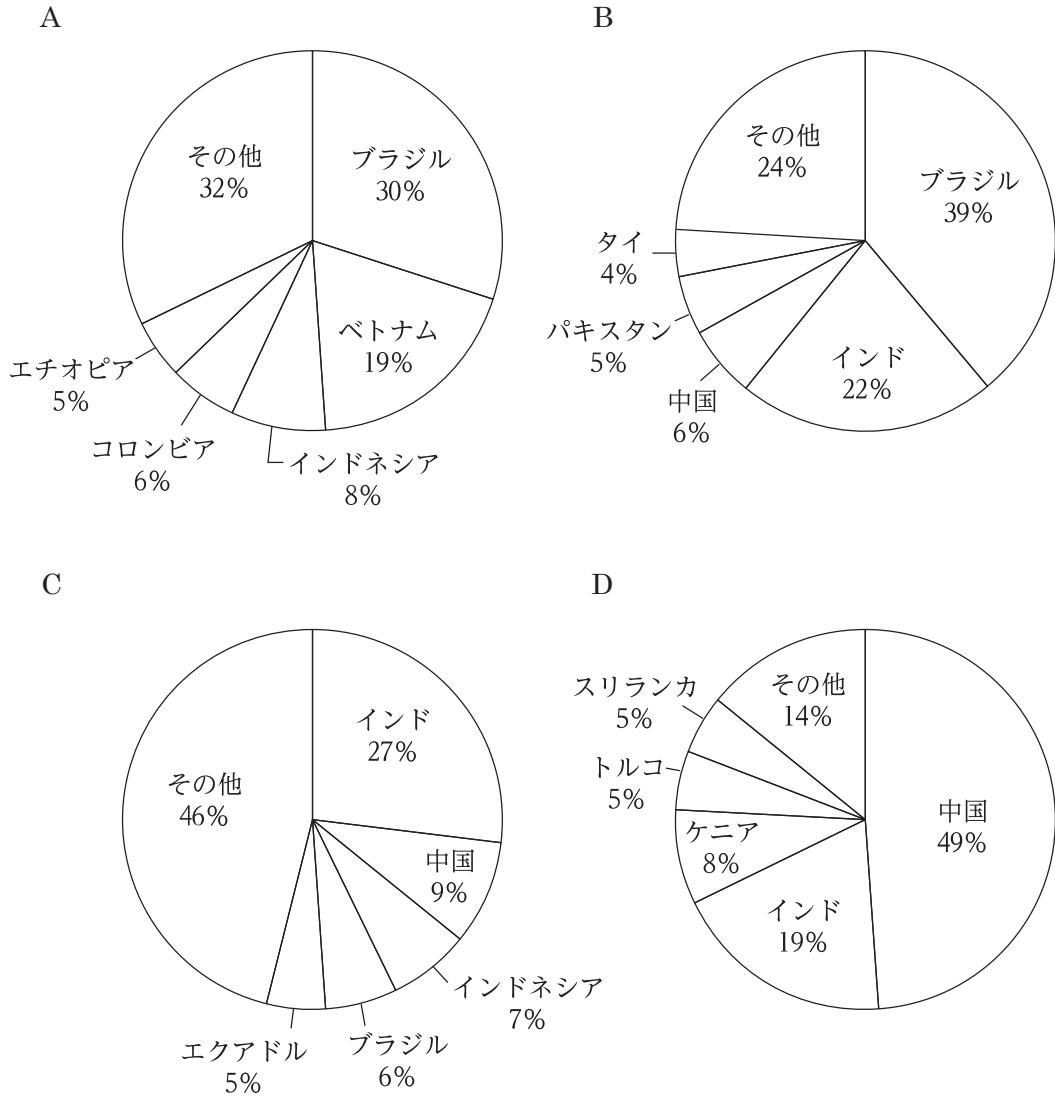 A
その他
32%
ブラジル
30%
ベトナム
19%
インドネシア
8%
コロンビア
6%
エチオピア
5%
B
その他
24%
ブラジル
39%
インド
22%
中国
6%
パキスタン
5%
タイ
4%
C
その他
46%
インド
27%
中国
9%
インドネシア
7%
ブラジル
6%
エクアドル
5%
D
その他
14%
中国
49%
インド
19%
ケニア
8%
トルコ
5%
スリランカ
5%